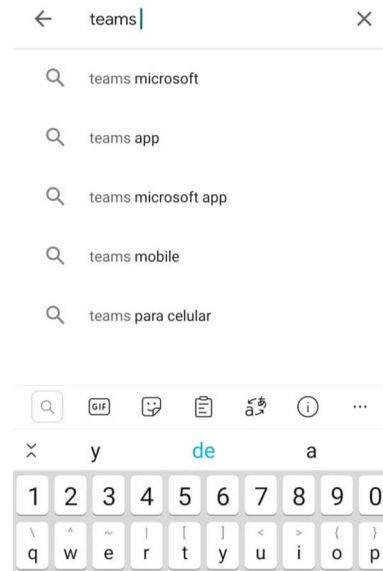 teams
teams microsoft
teams app
teams microsoft app
teams mobile
teams para celular
GIF
y de a
1 2 3 4 5 6 7 8 9 0
\ ^ ~ | [ ] < > { }
q w e r t y u i o p